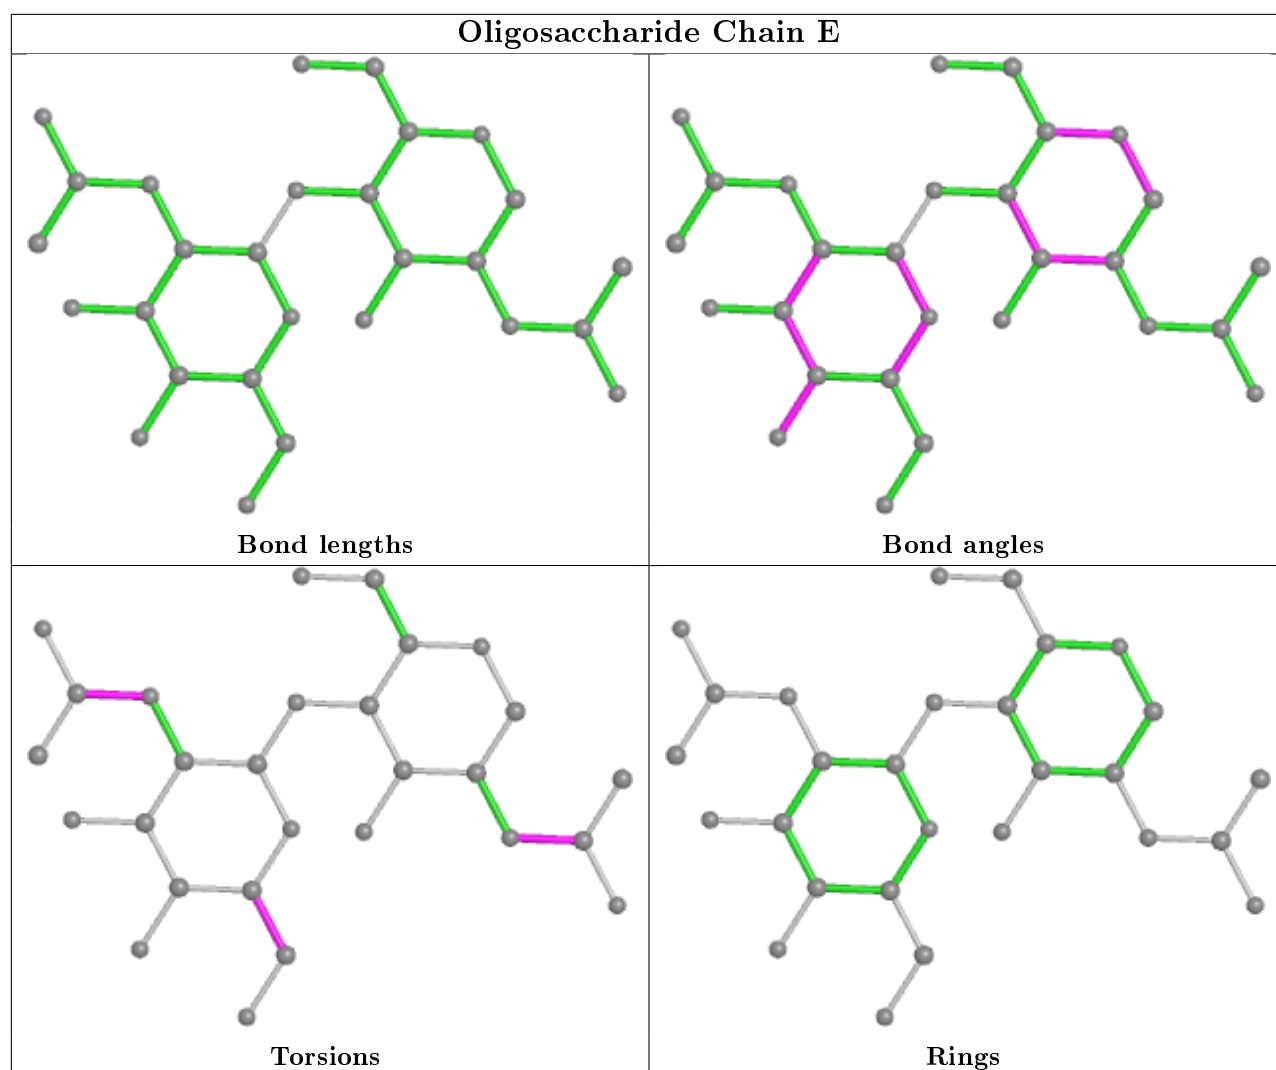 Oligosaccharide Chain E
Bond lengths
Bond angles
Torsions
Rings